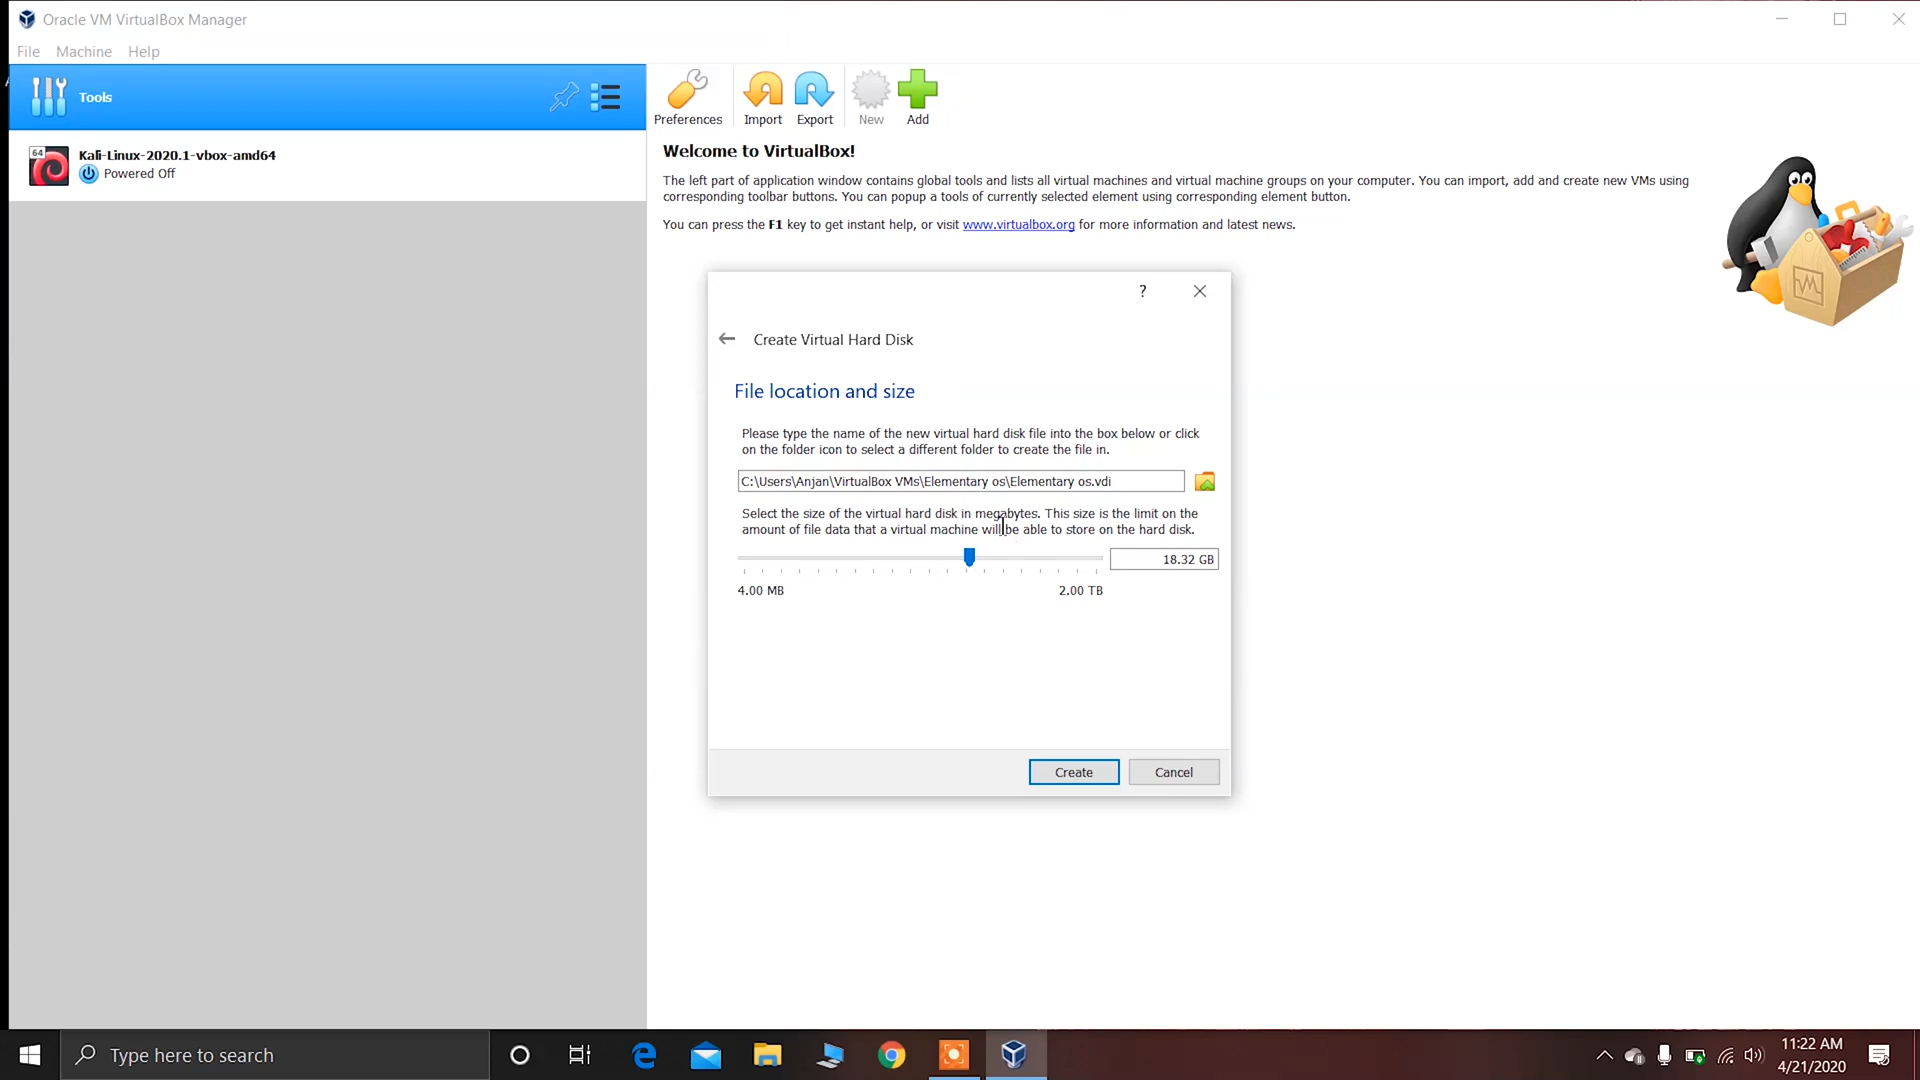 Oracle VM VirtualBox Manager
File Machine Help
Tools
Preferences Import Export New Add
64
Kali-Linux-2020.1-vbox-amd64
Powered Off
Welcome to VirtualBox!
The left part of application window contains global tools and lists all virtual machines and virtual machine groups on your computer. You can import, add and create new VMs using
corresponding toolbar buttons. You can popup a tools of currently selected element using corresponding element button.
You can press the F1 key to get instant help, or visit www.virtualbox.org for more information and latest news.
?
Create Virtual Hard Disk
File location and size
Please type the name of the new virtual hard disk file into the box below or click
on the folder icon to select a different folder to create the file in.
C:\Users\Anjan\VirtualBox VMs\Elementary os\Elementary os.vdi
Select the size of the virtual hard disk in megabytes. This size is the limit on the
amount of file data that a virtual machine will be able to store on the hard disk.
18.32 GB
4.00 MB 2.00 TB
Create Cancel
Type here to search
11:22 AM
4/21/2020